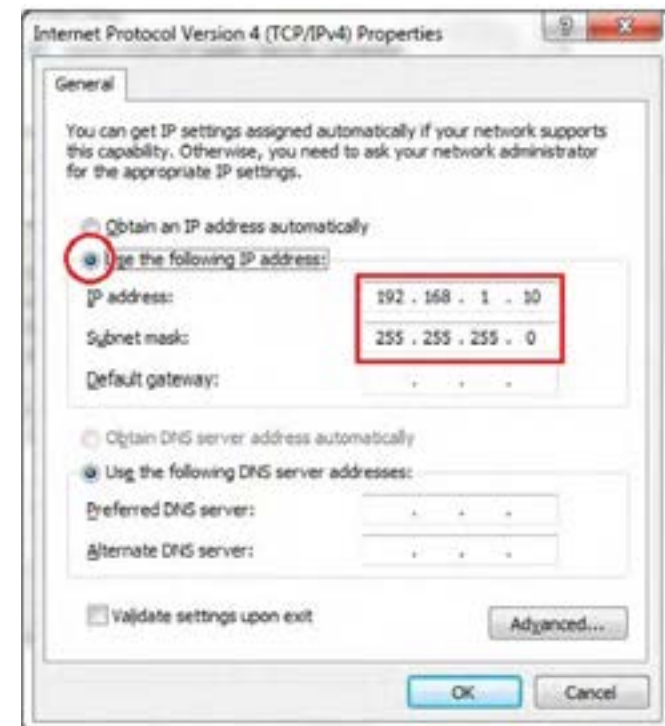 Internet Protocol Version 4 (TCP/IPv4) Properties
General
You can get IP settings assigned automatically if your network supports
this capability. Otherwise, you need to ask your network administrator
for the appropriate IP settings.
Obtain an IP address automatically
Use the following IP address:
IP address: 192 . 168 . 1 . 10
Subnet mask: 255 . 255 . 255 . 0
Default gateway: . . .
Obtain DNS server address automatically
Use the following DNS server addresses:
Preferred DNS server: . . .
Alternate DNS server: . . .
Validate settings upon exit
Advanced...
OK Cancel